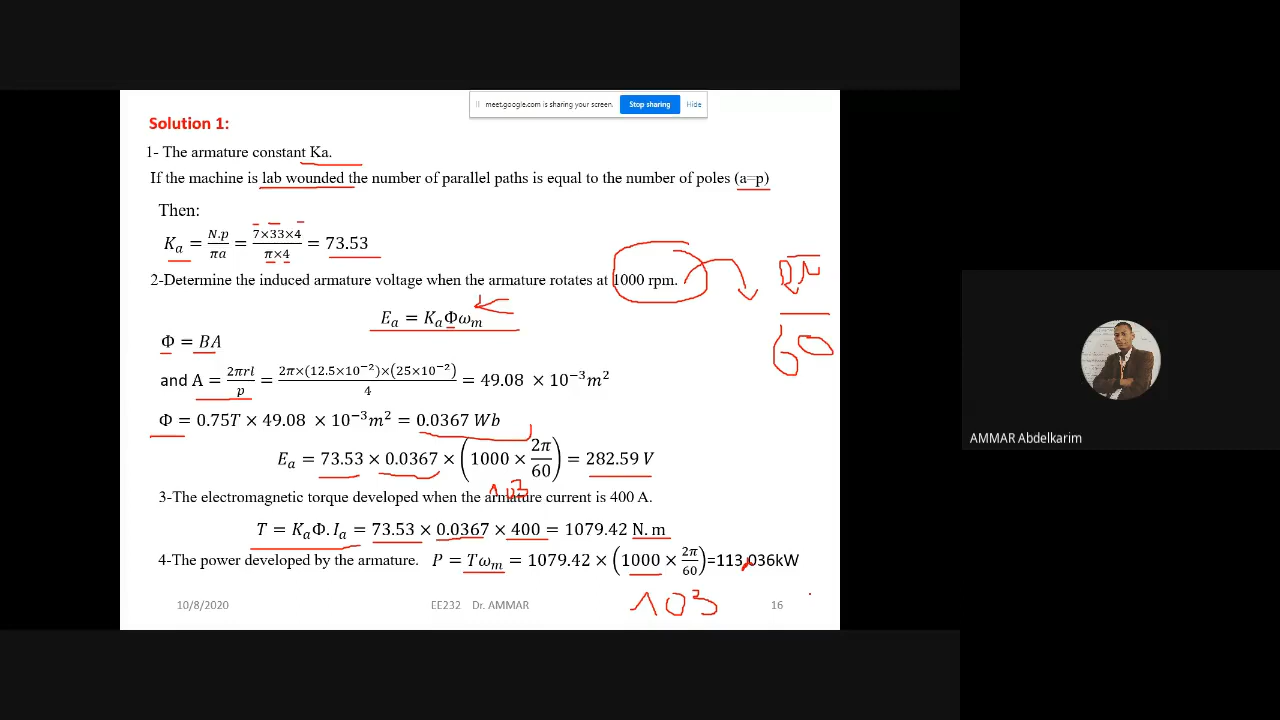 meet.google.com is sharing your screen. Stop sharing Hide
Solution 1:
1- The armature constant Ka.
If the machine is lab wounded the number of parallel paths is equal to the number of poles (a=p)
Then:
Kₐ = N.p/πa = 7×33×4/π×4 = 73.53
2-Determine the induced armature voltage when the armature rotates at 1000 rpm.
2π/60
Eₐ = KₐΦωₘ
Φ = BA
and A = 2πrl/p = 2π×(12.5×10⁻²)×(25×10⁻²)/4 = 49.08 × 10⁻³m²
Φ = 0.75T × 49.08 × 10⁻³m² = 0.0367 Wb
Eₐ = 73.53 × 0.0367 × (1000 × 2π/60) = 282.59 V
103
3-The electromagnetic torque developed when the armature current is 400 A.
T = KₐΦ.Iₐ = 73.53 × 0.0367 × 400 = 1079.42 N.m
4-The power developed by the armature. P = Tωₘ = 1079.42 × (1000 × 2π/60)=113,036kW
103
10/8/2020 EE232 Dr. AMMAR 16
AMMAR Abdelkarim